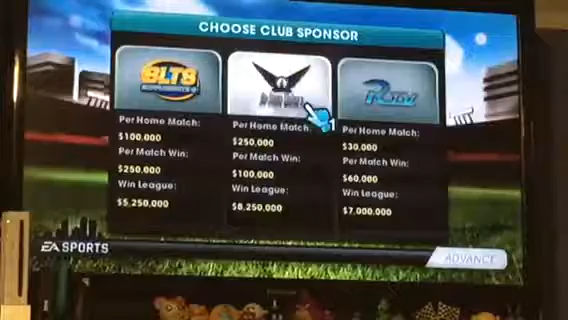 CHOOSE CLUB SPONSOR
BLTS
Per Home Match:
$100,000
Per Match Win:
$250,000
Win League:
$5,250,000
Per Home Match:
$250,000
Per Match Win:
$100,000
Win League:
$8,250,000
1
Per Home Match:
$30,000
Per Match Win:
$60,000
Win League:
$7,000,000
EA SPORTS
ADVANCE